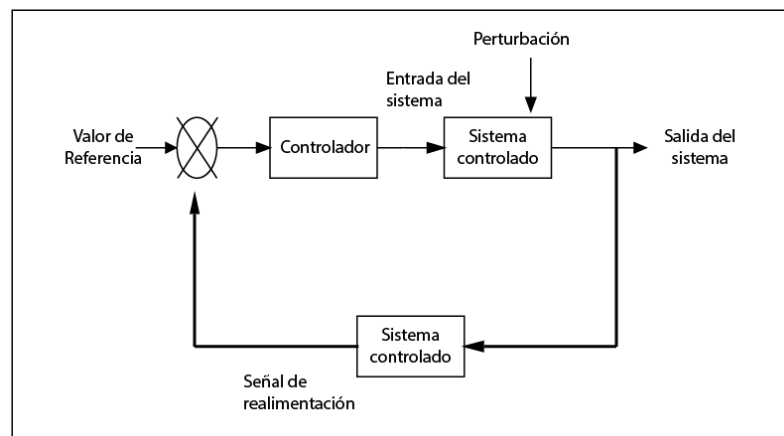 Perturbación
Entrada del
sistema
Valor de
Referencia
Controlador
Sistema
controlado
Salida del
sistema
Sistema
controlado
Señal de
realimentación